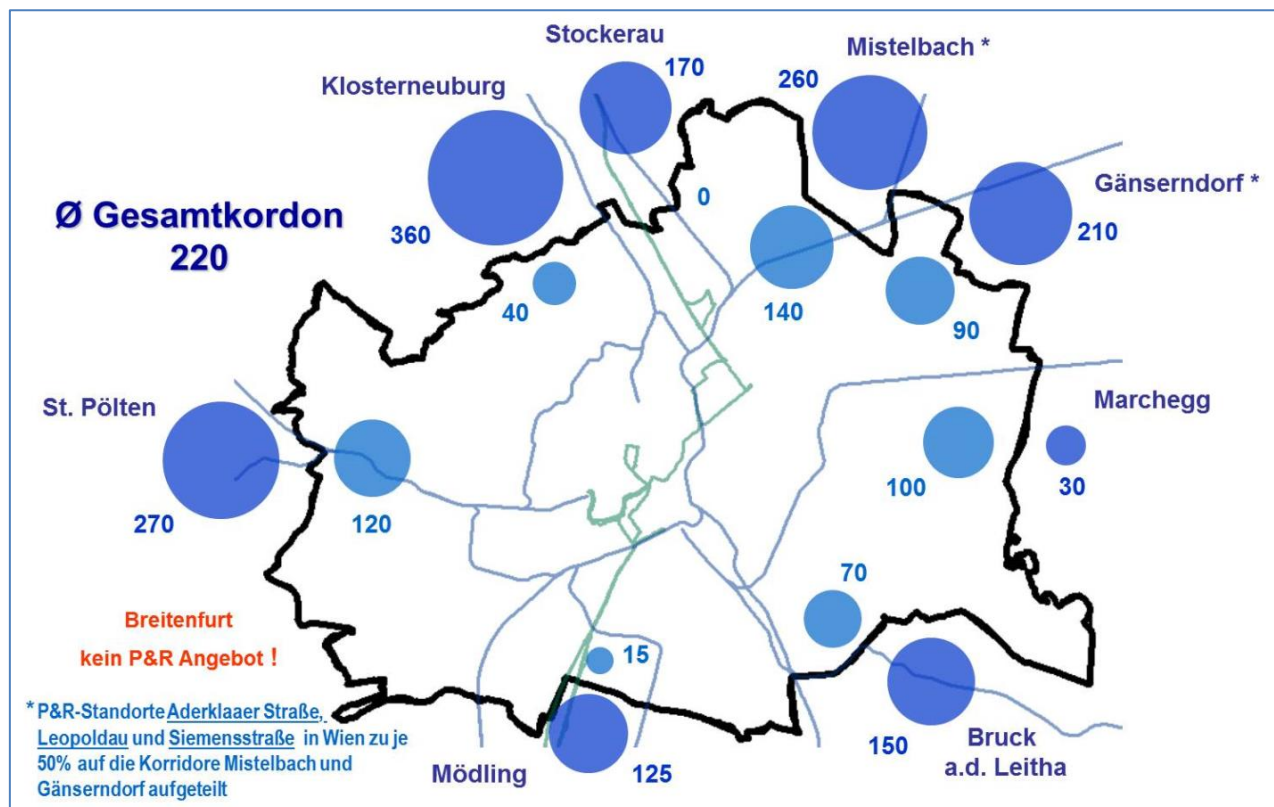 Stockerau
170
Mistelbach *
260
Klosterneuburg
Gänserndorf *
0
Ø Gesamtkordon
220
360
210
40
140
90
St. Pölten
Marchegg
270
120
100
30
70
Breitenfurt
kein P&R Angebot !
15
* P&R-Standorte Aderklaaer Straße,
Leopoldau und Siemensstraße in Wien zu je
50% auf die Korridore Mistelbach und
Gänserndorf aufgeteilt
Mödling
125
150
Bruck
a.d. Leitha